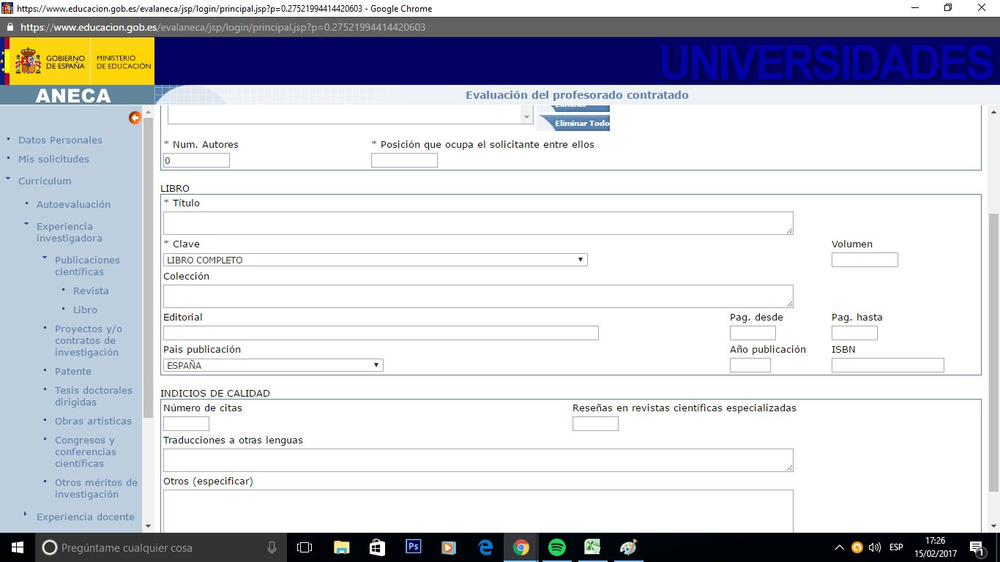 https://www.educacion.gob.es/evalaneca/jsp/login/principal.jsp?p=0.27521994414420603 - Google Chrome
https://www.educacion.gob.es/evalaneca/jsp/login/principal.jsp?p=0.27521994414420603
GOBIERNO
DE ESPAÑA
MINISTERIO
DE EDUCACIÓN
UNIVERSIDADES
ANECA
Evaluación del profesorado contratado
Datos Personales
Mis solicitudes
Currículum
Autoevaluación
Experiencia
investigadora
Publicaciones
científicas
Revista
Libro
Proyectos y/o
contratos de
investigación
Patente
Tesis doctorales
dirigidas
Obras artísticas
Congresos y
conferencias
científicas
Otros méritos de
investigación
Experiencia docente
Eliminar
Eliminar Todo
* Num. Autores
* Posición que ocupa el solicitante entre ellos
0
LIBRO
* Título
* Clave
Volumen
LIBRO COMPLETO
Colección
Editorial
Pag. desde
Pag. hasta
Pais publicación
Año publicación
ISBN
ESPAÑA
INDICIOS DE CALIDAD
Número de citas
Reseñas en revistas científicas especializadas
Traducciones a otras lenguas
Otros (especificar)
Pregúntame cualquier cosa
Ps
ESP
17:26
15/02/2017
1